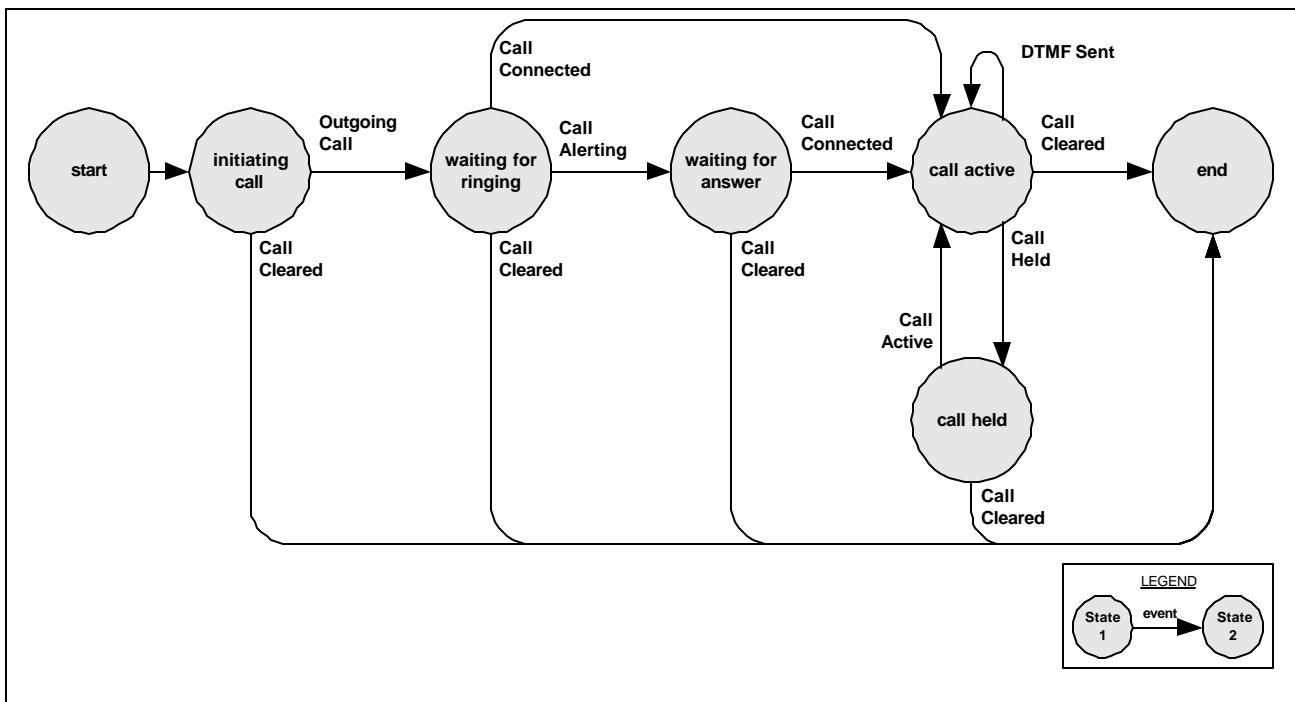 Call
Connected
DTMF Sent
start
initiating
call
Outgoing
Call
waiting for
ringing
Call
Alerting
waiting for
answer
Call
Connected
call active
Call
Cleared
end
Call
Cleared
Call
Cleared
Call
Cleared
Call
Held
Call
Active
call held
Call
Cleared
LEGEND
State
1
event
State
2